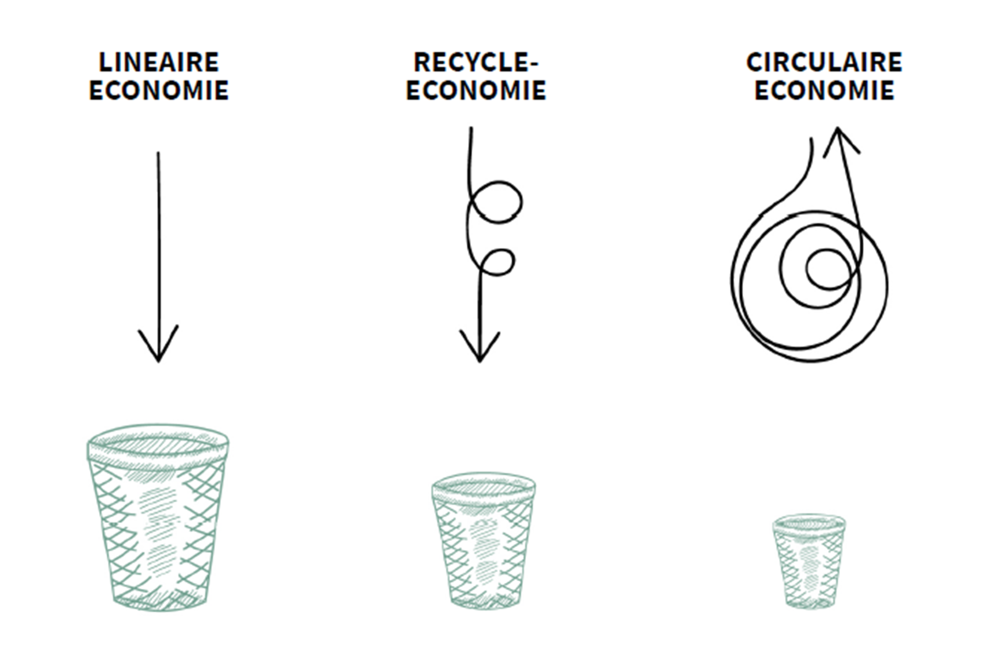 LINEAIRE
ECONOMIE
RECYCLE-
ECONOMIE
CIRCULAIRE
ECONOMIE